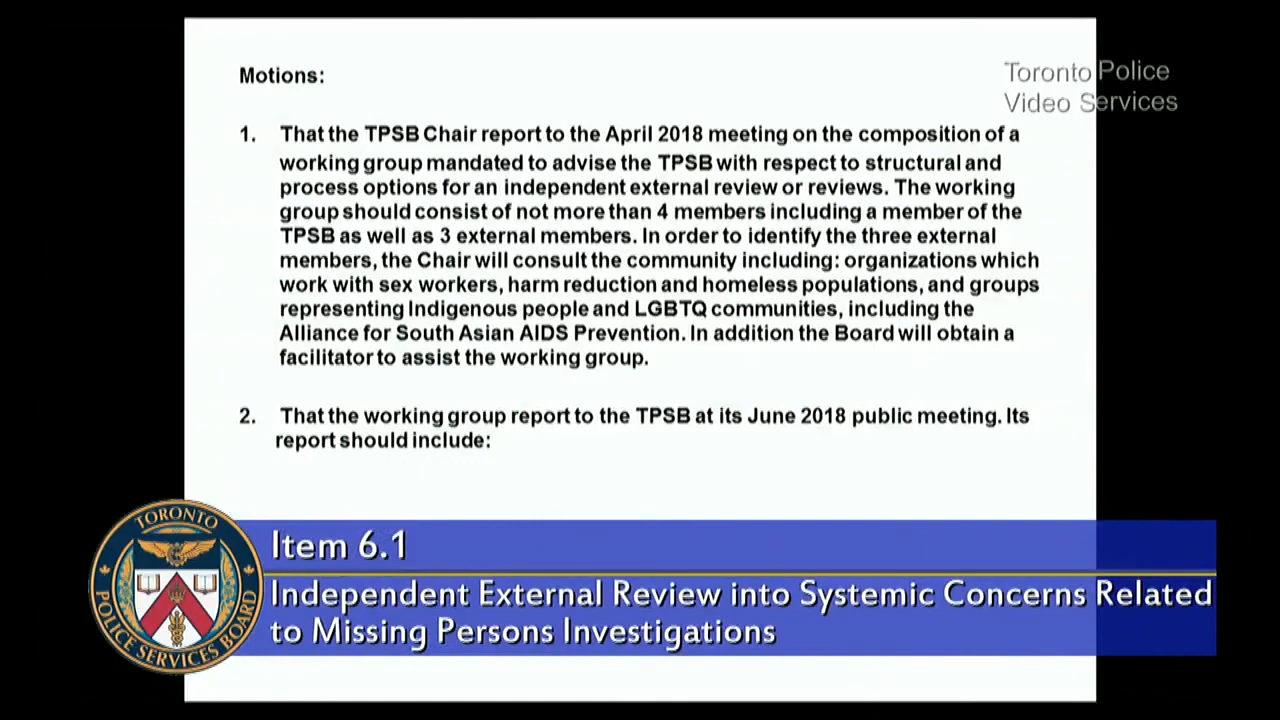 Motions:
Toronto Police
Video Services
1. That the TPSB Chair report to the April 2018 meeting on the composition of a
working group mandated to advise the TPSB with respect to structural and
process options for an independent external review or reviews. The working
group should consist of not more than 4 members including a member of the
TPSB as well as 3 external members. In order to identify the three external
members, the Chair will consult the community including: organizations which
work with sex workers, harm reduction and homeless populations, and groups
representing Indigenous people and LGBTQ communities, including the
Alliance for South Asian AIDS Prevention. In addition the Board will obtain a
facilitator to assist the working group.
2. That the working group report to the TPSB at its June 2018 public meeting. Its
report should include:
TORONTO
POLICE SERVICES BOARD
Item 6.1
Independent External Review into Systemic Concerns Related
to Missing Persons Investigations